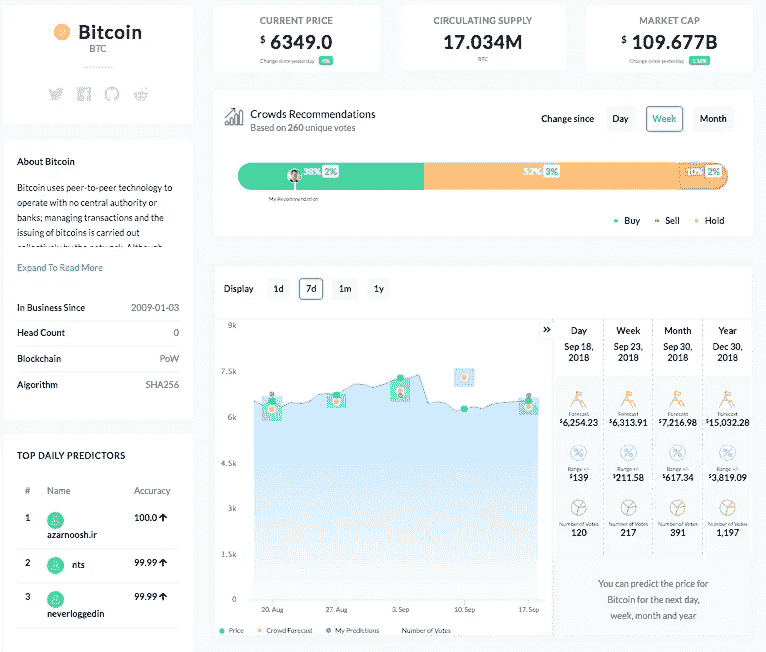 Bitcoin
BTC
About Bitcoin
Bitcoin uses peer-to-peer technology to
operate with no central authority or
banks; managing transactions and the
issuing of bitcoins is carried out
collectively by the network. Although
Expand To Read More
In Business Since 2009-01-03
Head Count 0
Blockchain PoW
Algorithm SHA256
TOP DAILY PREDICTORS
# Name Accuracy
1 azarnoosh.ir 100.0
2 nts 99.99
3 neverloggedin 99.99
CURRENT PRICE
$ 6349.0
Change since yesterday 0%
CIRCULATING SUPPLY
17.034M
BTC
MARKET CAP
$ 109.677B
Change since yesterday
Crowds Recommendations
Based on 260 unique votes
Change since Day Week Month
38% 2% 52% 3% 10% 2%
My Recommendation
Buy Sell Hold
Display 1d 7d 1m 1y
9k
7.5k
6k
4.5k
3k
1.5k
0
20. Aug 27. Aug 3. Sep 10. Sep 17. Sep
Price Crowd Forecast My Predictions Number of Votes
»
Day Week Month Year
Sep 18, Sep 23, Sep 30, Dec 30,
2018 2018 2018 2018
Forecast Forecast Forecast Forecast
$6,254.23 $6,313.91 $7,216.98 $15,032.28
Range +/- Range +/- Range +/- Range +/-
$139 $211.58 $617.34 $3,819.09
Number of Votes Number of Votes Number of Votes Number of Votes
120 217 391 1,197
You can predict the price for
Bitcoin for the next day,
week, month and year